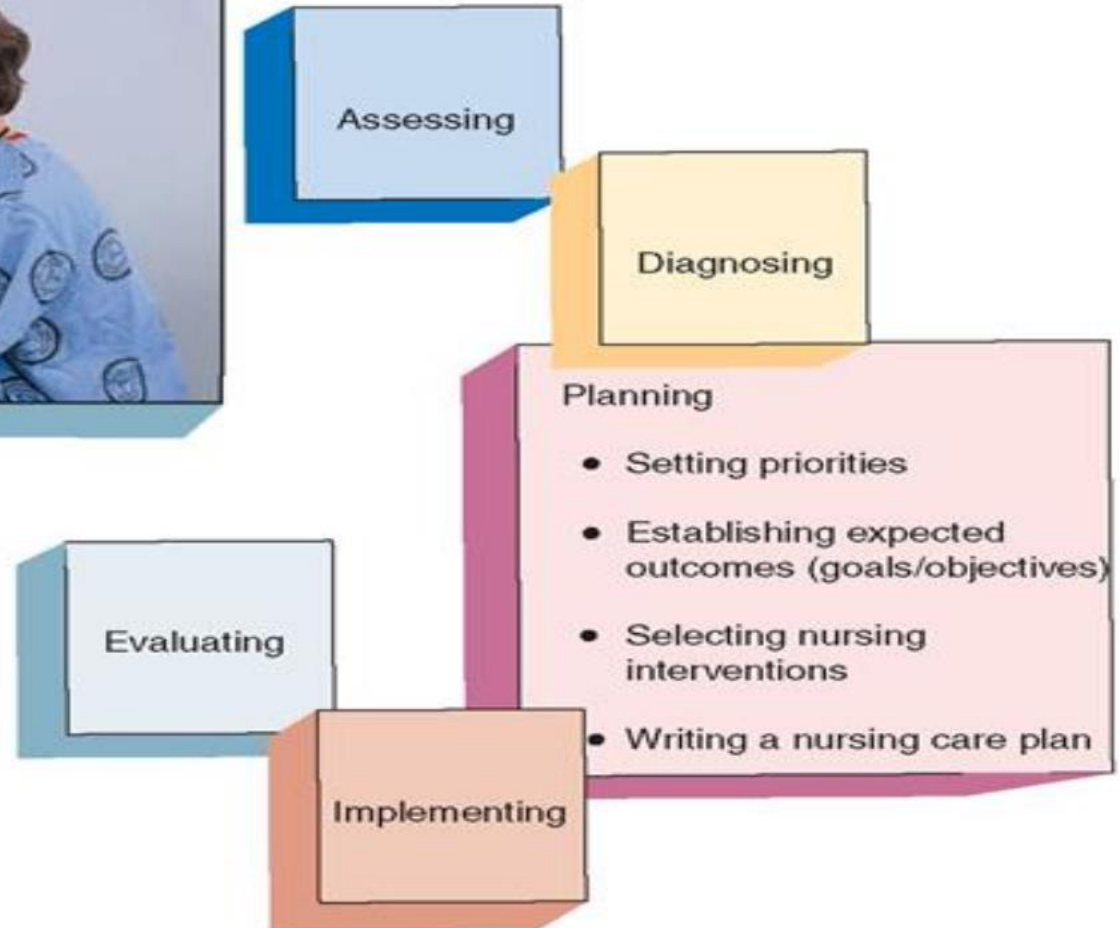 Assessing
Diagnosing
Planning
• Setting priorities
• Establishing expected
outcomes (goals/objectives)
• Selecting nursing
interventions
• Writing a nursing care plan
Evaluating
Implementing